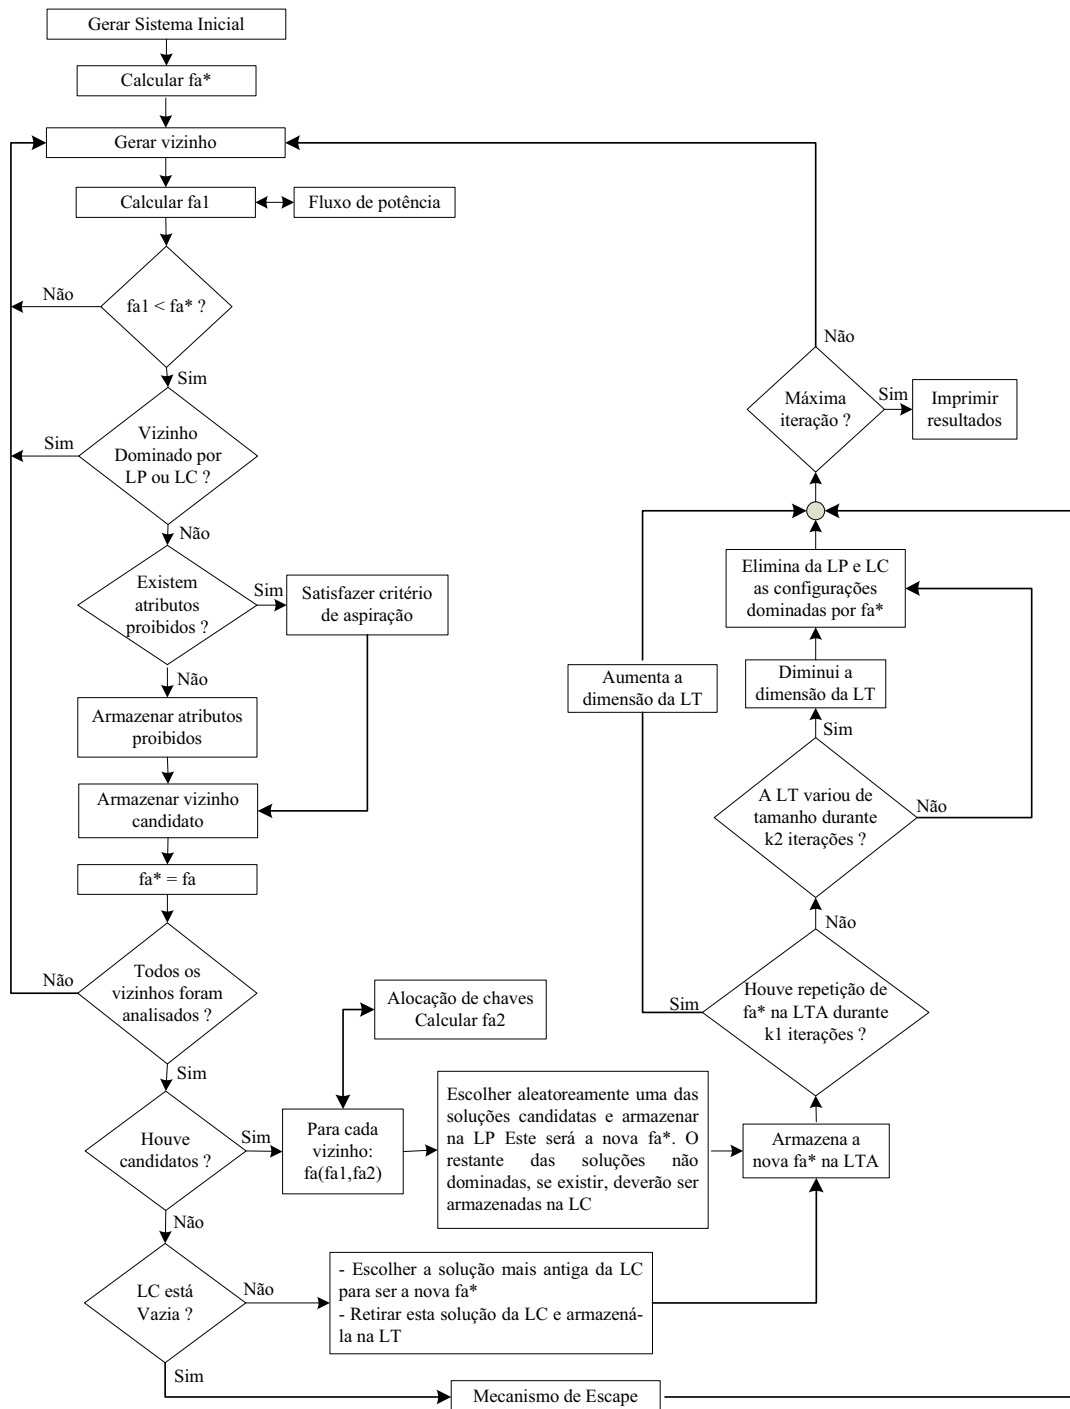 Gerar Sistema Inicial
Calcular fa*
Gerar vizinho
Calcular fa1
Fluxo de potência
Não
fa1 < fa* ?
Sim
Sim
Vizinho
Dominado por
LP ou LC ?
Não
Existem
atributos
proibidos ?
Sim
Satisfazer critério
de aspiração
Não
Armazenar atributos
proibidos
Armazenar vizinho
candidato
fa* = fa
Não
Todos os
vizinhos foram
analisados ?
Sim
Houve
candidatos ?
Sim
Para cada
vizinho:
fa(fa1,fa2)
Alocação de chaves
Calcular fa2
Escolher aleatoreamente uma das
soluções candidatas e armazenar
na LP Este será a nova fa*. O
restante das soluções não
dominadas, se existir, deverão ser
armazenadas na LC
Armazena a
nova fa* na LTA
Não
LC está
Vazia ?
Não
- Escolher a solução mais antiga da LC
para ser a nova fa*
- Retirar esta solução da LC e armazená-
la na LT
Sim
Mecanismo de Escape
Houve repetição de
fa* na LTA durante
k1 iterações ?
Sim
Aumenta a
dimensão da LT
Não
A LT variou de
tamanho durante
k2 iterações ?
Não
Sim
Diminui a
dimensão da LT
Elimina da LP e LC
as configurações
dominadas por fa*
Máxima
iteração ?
Não
Sim
Imprimir
resultados